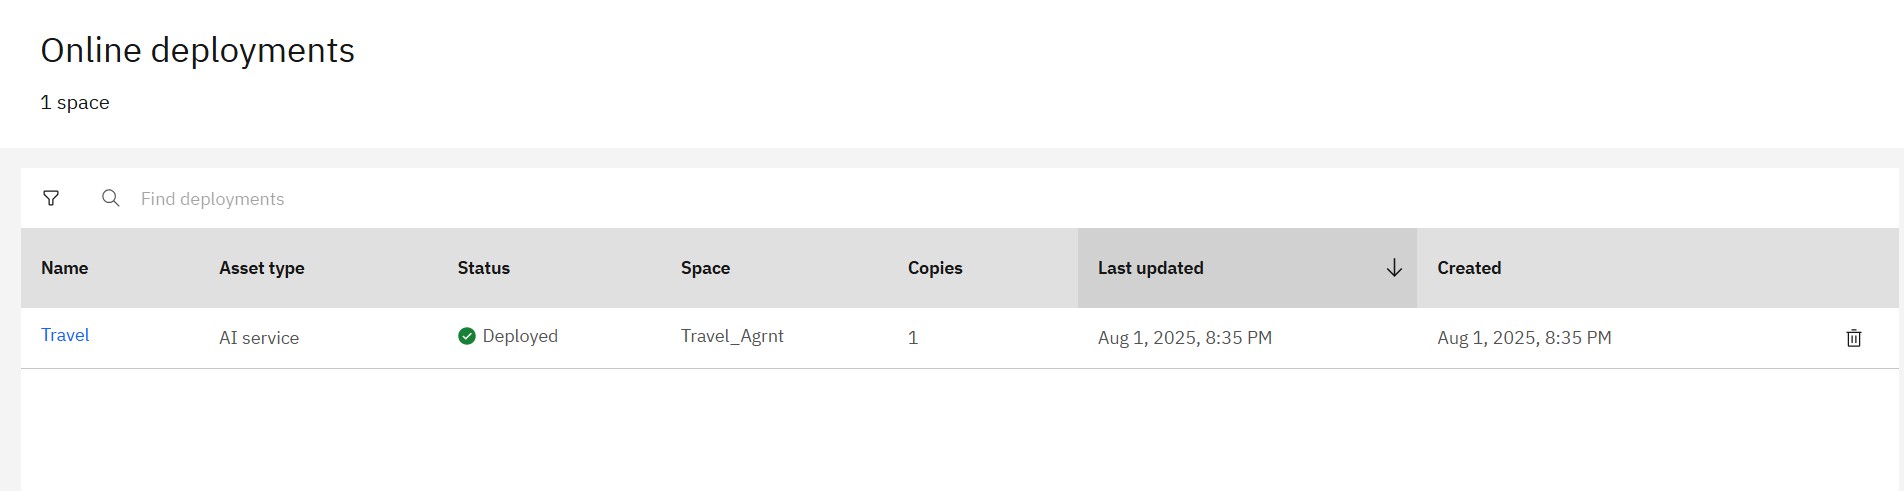 Online deployments
1 space
Find deployments
Name Asset type Status Space Copies Last updated Created
Travel AI service Deployed Travel_Agrnt 1 Aug 1, 2025, 8:35 PM Aug 1, 2025, 8:35 PM